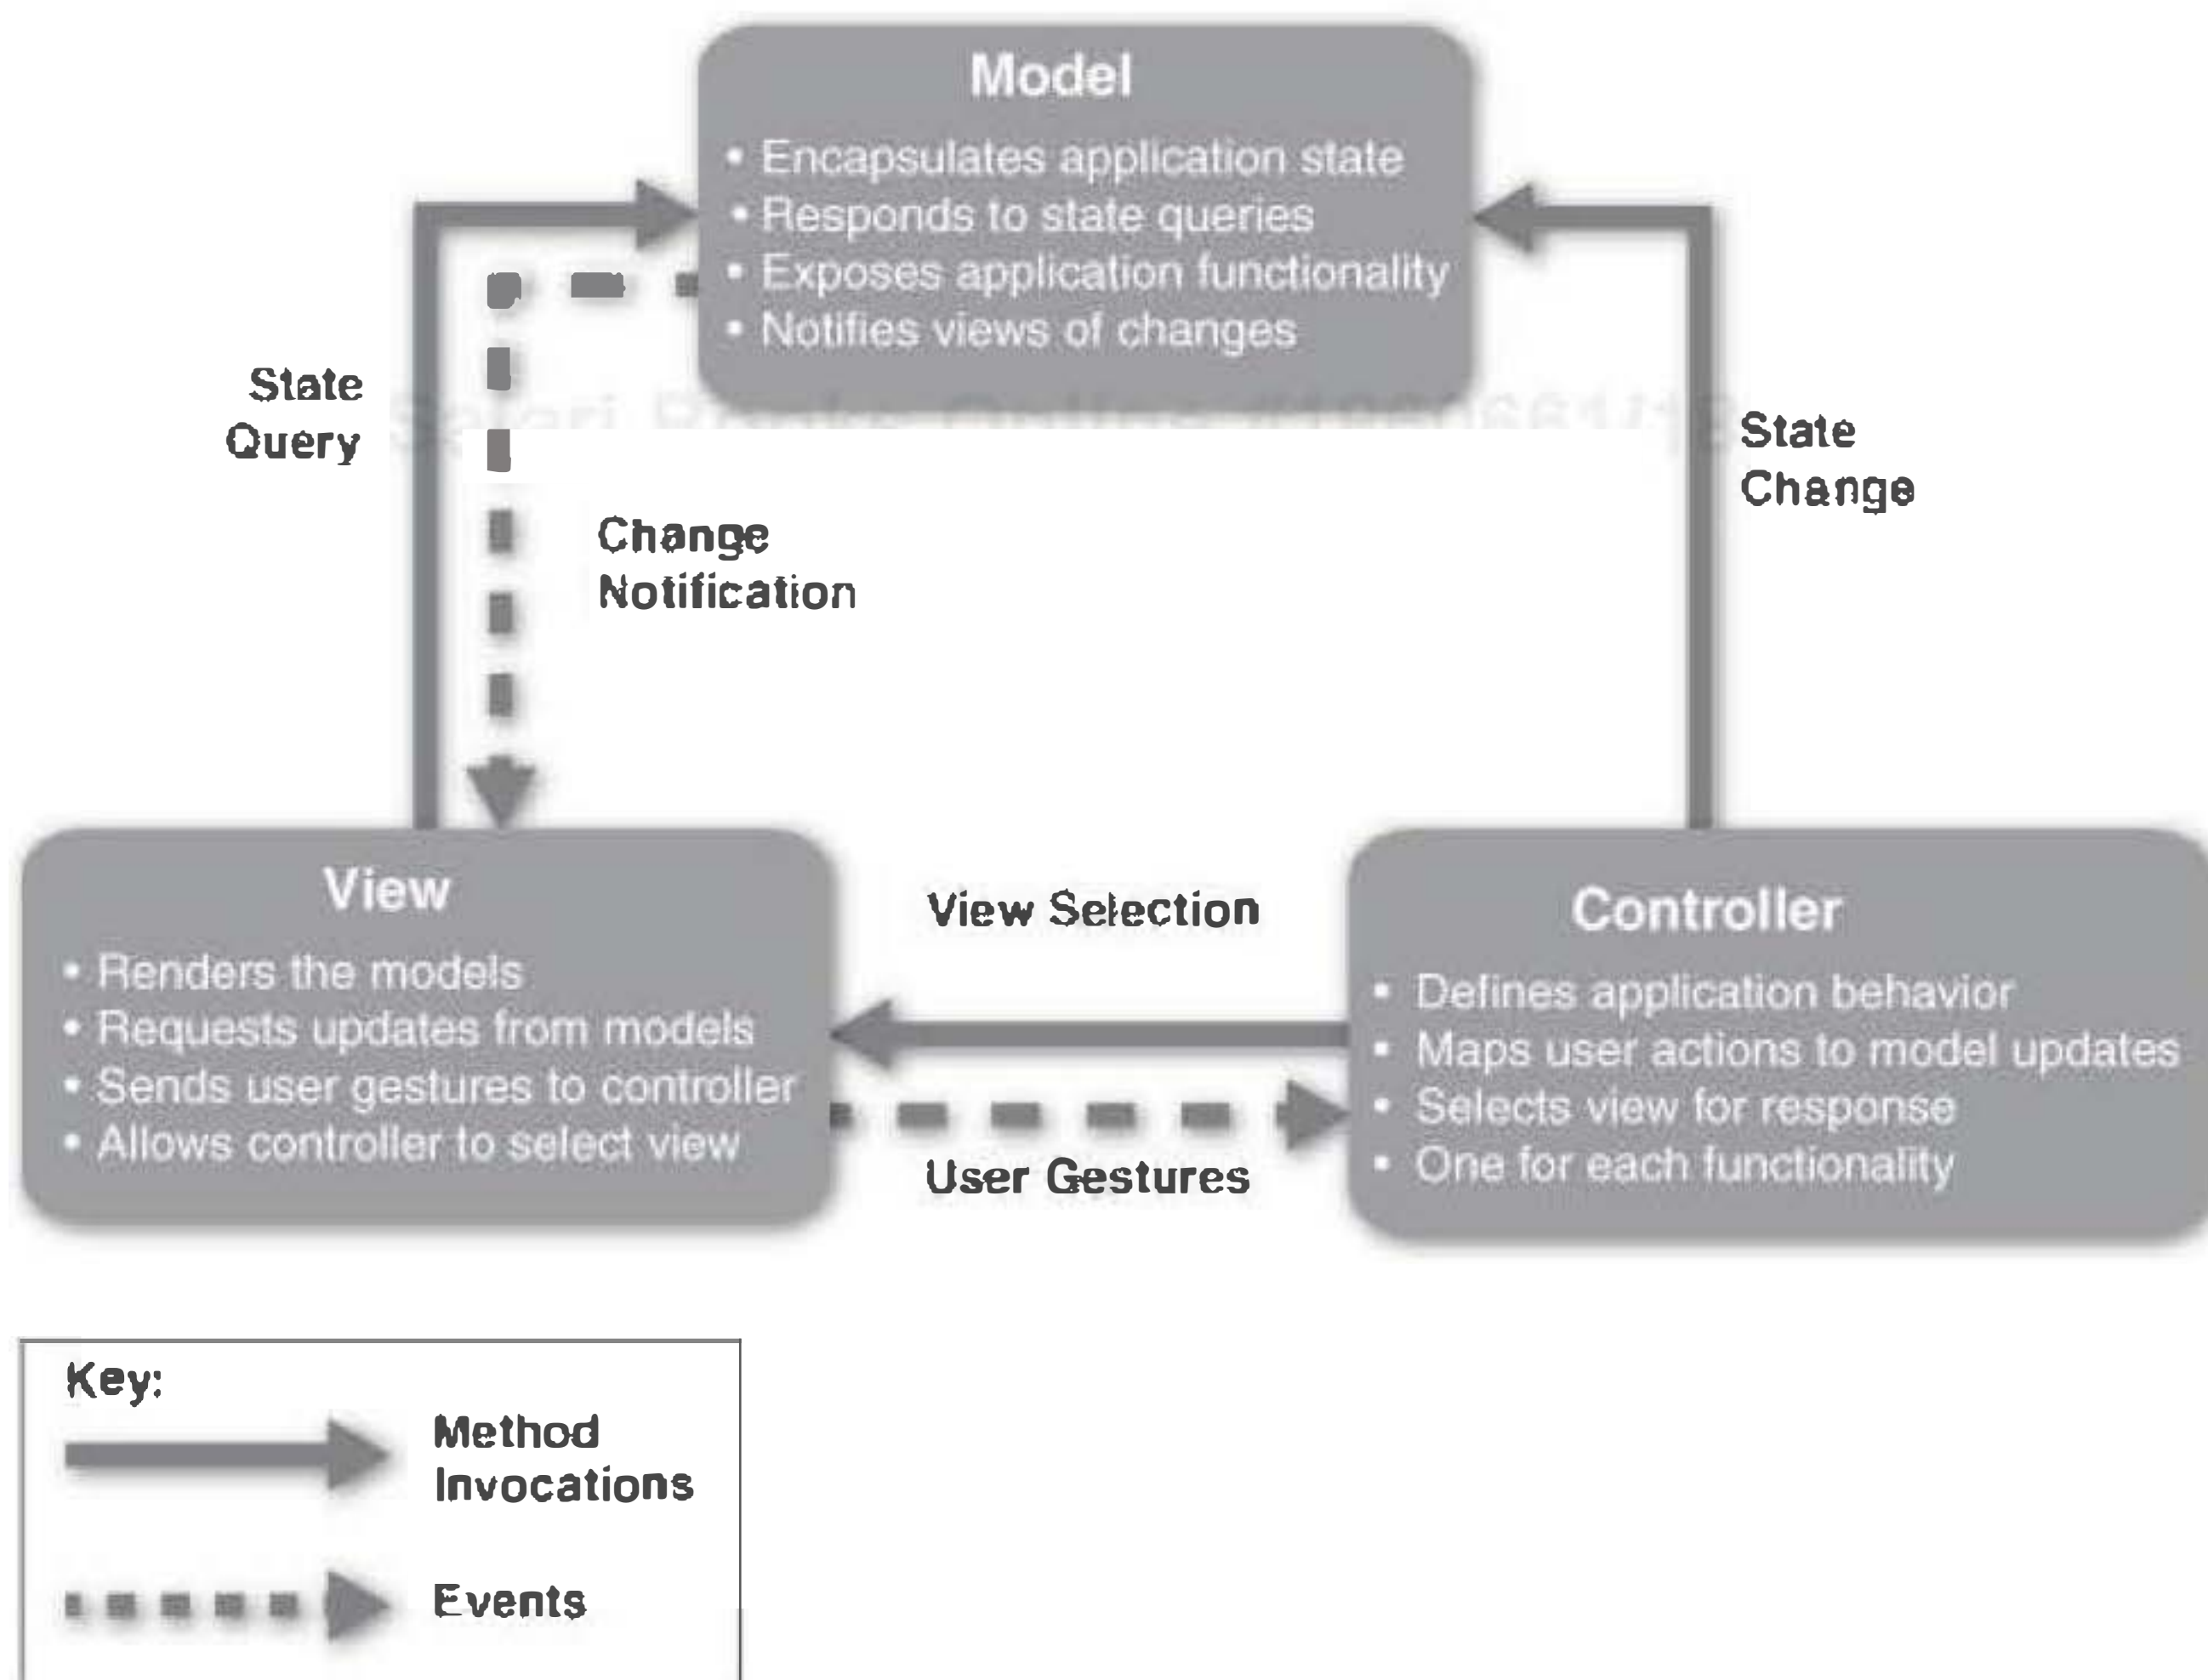 Model
• Encapsulates application state
• Responds to state queries
• Exposes application functionality
• Notifies views of changes
State
Query
Change
Notification
State
Change
View
• Renders the models
• Requests updates from models
• Sends user gestures to controller
• Allows controller to select view
View Selection
User Gestures
Controller
• Defines application behavior
• Maps user actions to model updates
• Selects view for response
• One for each functionality
Key:
Method
Invocations
Events